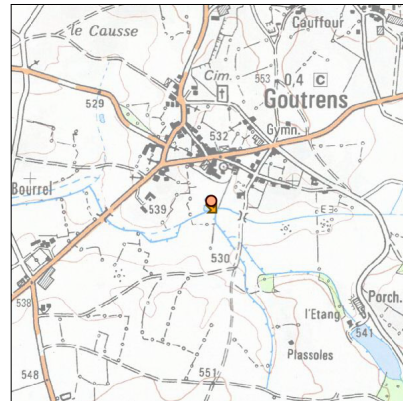 Cauffour
le Causse
Cim.
553
0,4 C
529
Goutrens
Gymn.
532
Bourrel
539
530
538
Porch.
l'Etang
541
Plassoles
548
551